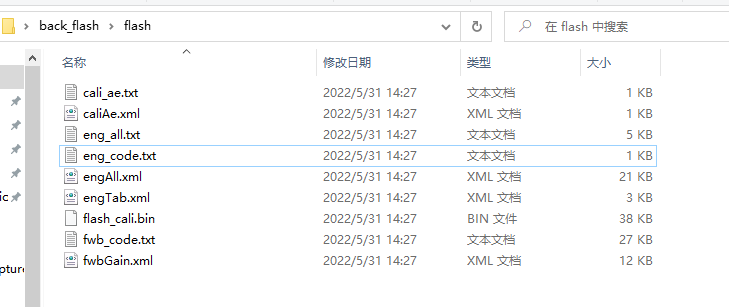 back_flash > flash
在 flash 中搜索
名称 修改日期 类型 大小
cali_ae.txt 2022/5/31 14:27 文本文档 1 KB
caliAe.xml 2022/5/31 14:27 XML 文档 1 KB
eng_all.txt 2022/5/31 14:27 文本文档 5 KB
eng_code.txt 2022/5/31 14:27 文本文档 1 KB
engAll.xml 2022/5/31 14:27 XML 文档 21 KB
engTab.xml 2022/5/31 14:27 XML 文档 3 KB
ic
flash_cali.bin 2022/5/31 14:27 BIN 文件 38 KB
fwb_code.txt 2022/5/31 14:27 文本文档 27 KB
fwbGain.xml 2022/5/31 14:27 XML 文档 12 KB
pture